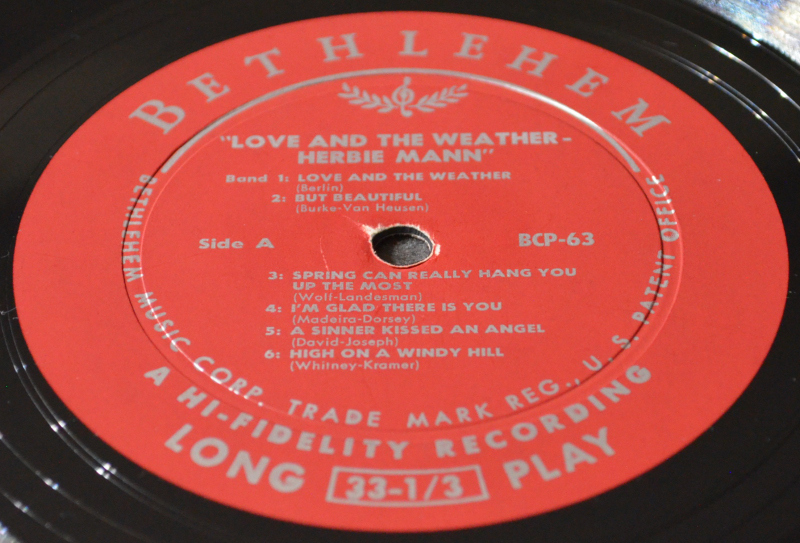 BETHLEHEM
"LOVE AND THE WEATHER-
HERBIE MANN"
Band 1: LOVE AND THE WEATHER
(Berlin)
2: BUT BEAUTIFUL
(Burke-Van Heusen)
Side A
BCP-63
3: SPRING CAN REALLY HANG YOU
UP THE MOST
(Wolf-Landesman)
4: I'M GLAD THERE IS YOU
(Madeira-Dorsey)
5: A SINNER KISSED AN ANGEL
(David-Joseph)
6: HIGH ON A WINDY HILL
(Whitney-Kramer)
BETHLEHEM MUSIC CORP. TRADE MARK REG., U. S. PATENT OFFICE
A HI-FIDELITY RECORDING
LONG 33-1/3 PLAY